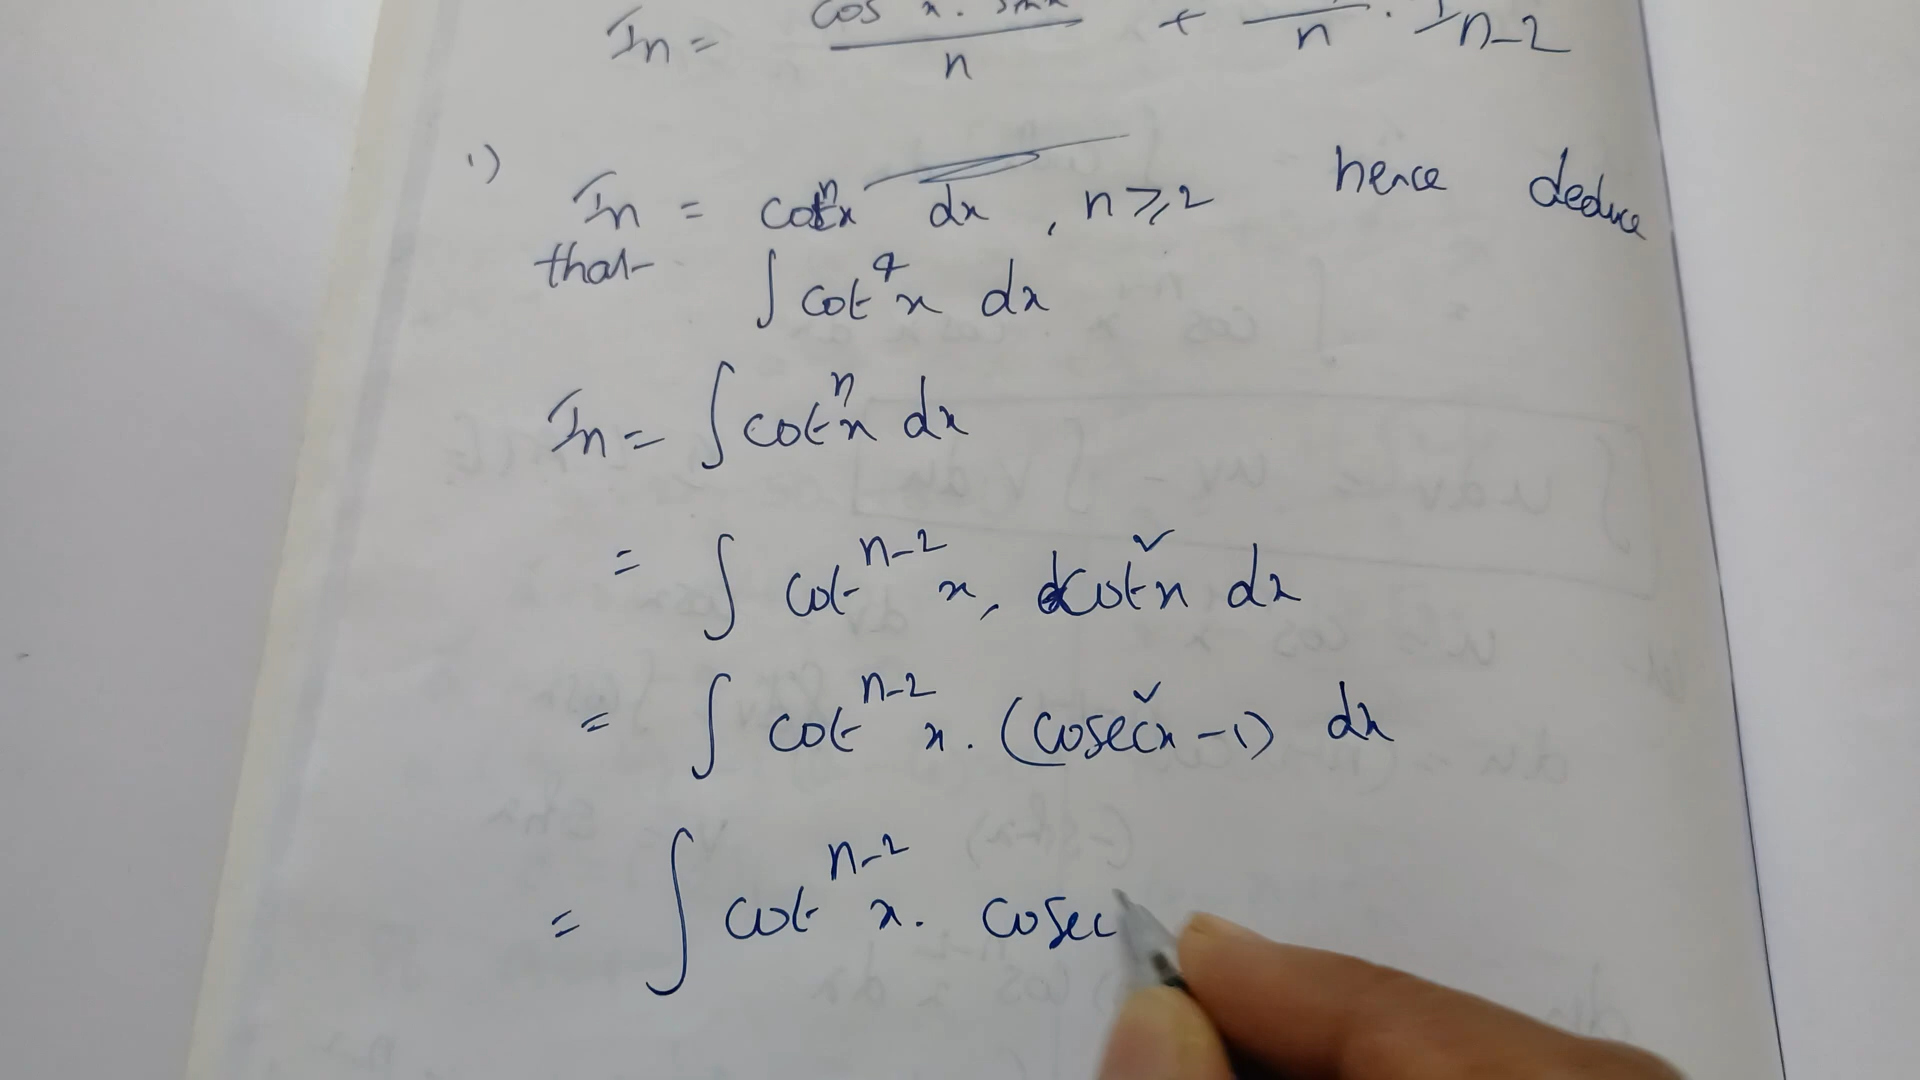 In = cos x . sinx / n + / n . In-2
1)
In = cotⁿx dx , n ≥ 2 hence deduce
that ∫ cot⁴x dx
In = ∫ cotⁿx dx
= ∫ cotⁿ⁻²x . cot²x dx
= ∫ cotⁿ⁻²x . (cosec²x - 1) dx
= ∫ cotⁿ⁻²x . cosec